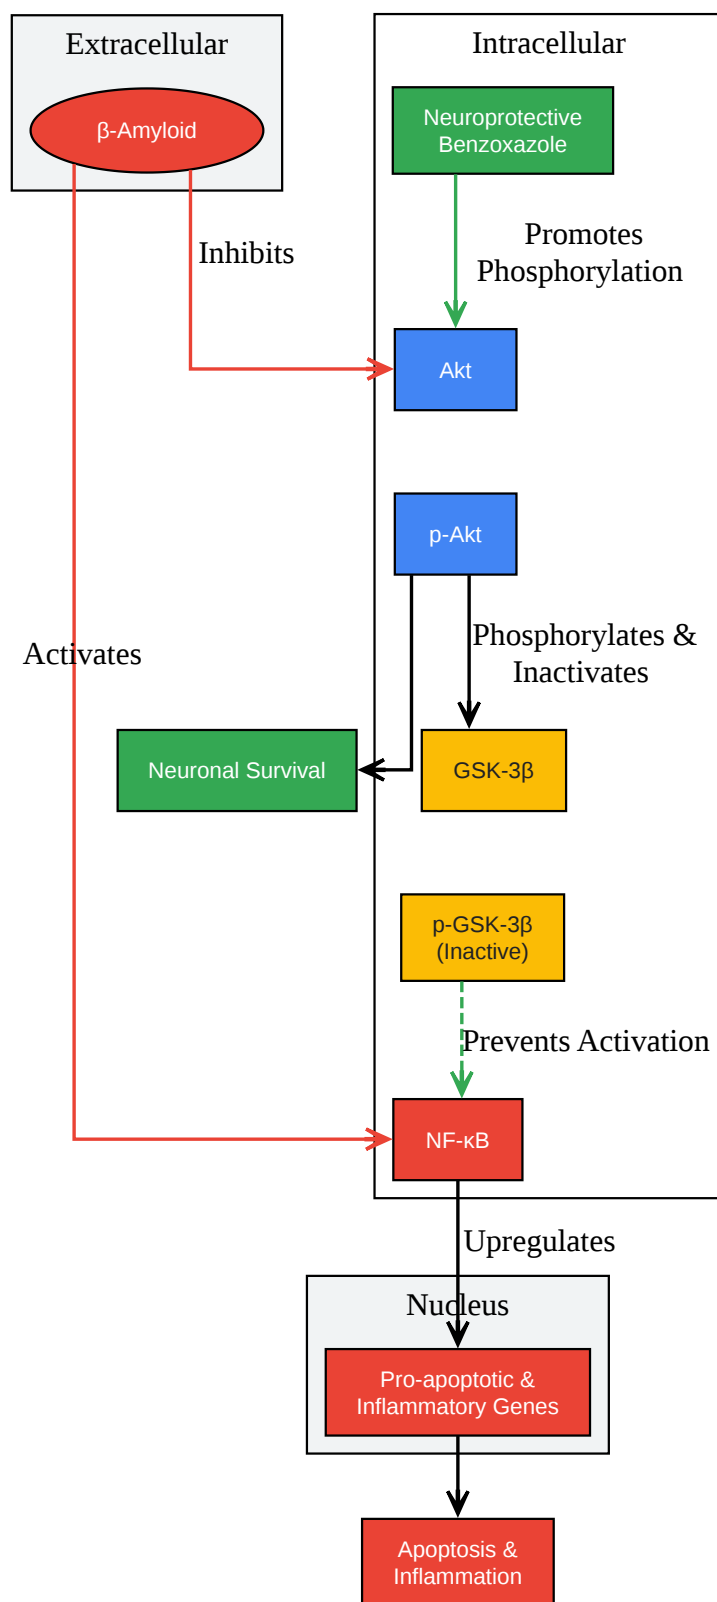 Extracellular
Intracellular
β-Amyloid
Neuroprotective
Benzoxazole
Inhibits
Promotes
Phosphorylation
Akt
p-Akt
Activates
Phosphorylates &
Inactivates
Neuronal Survival
GSK-3β
p-GSK-3β
(Inactive)
Prevents Activation
NF-κB
Upregulates
Nucleus
Pro-apoptotic &
Inflammatory Genes
Apoptosis &
Inflammation